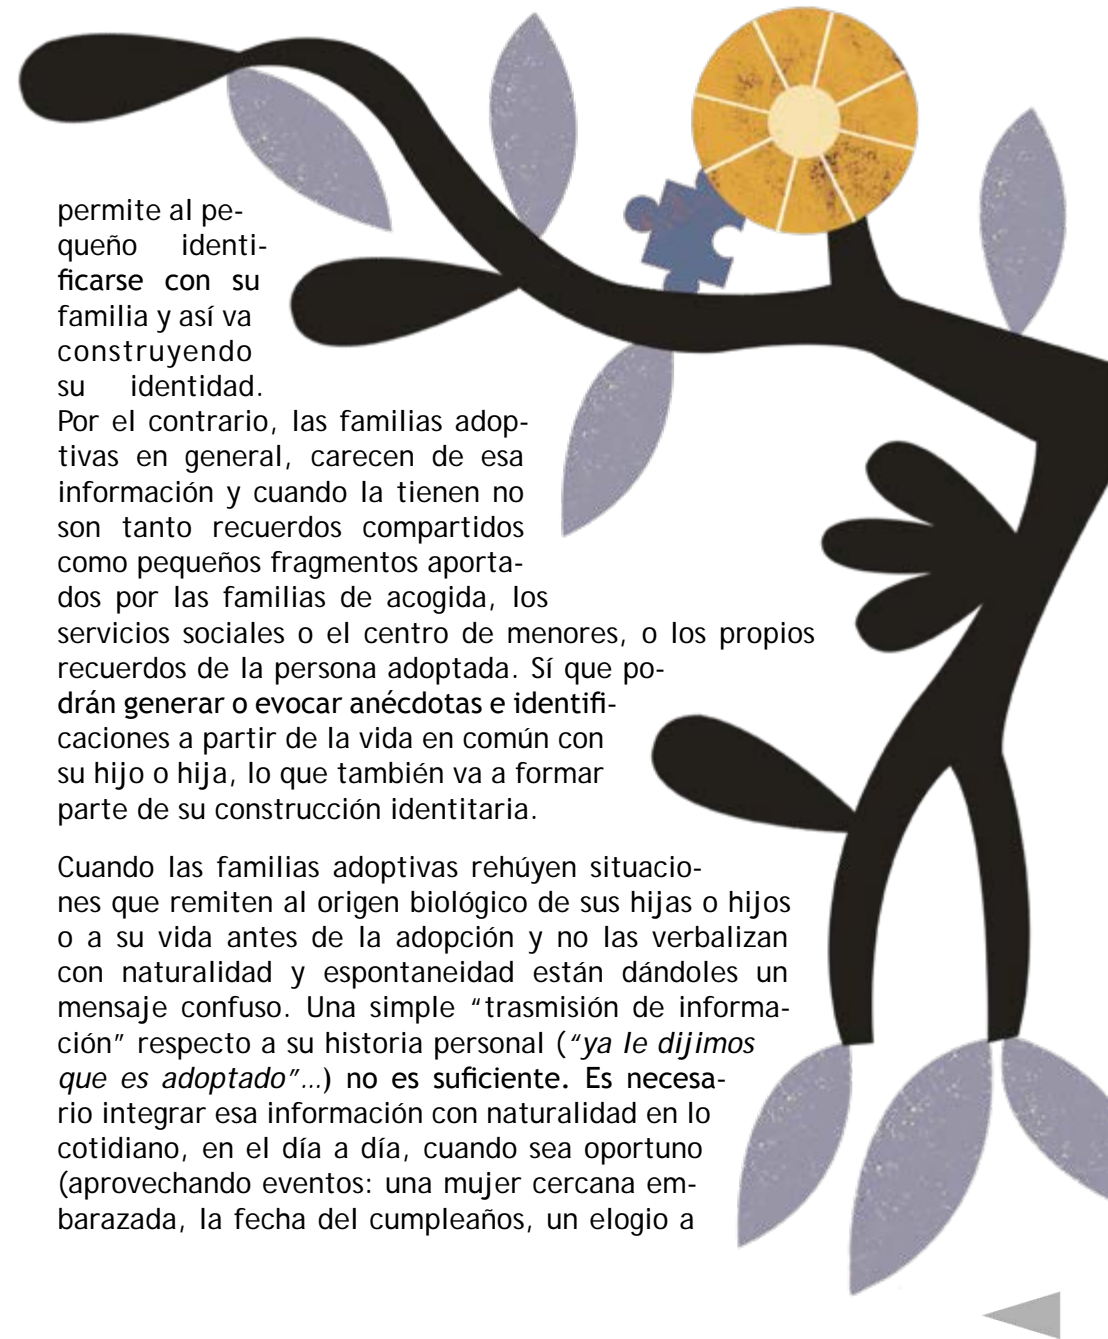 permite al pe-
queño identi-
ficarse con su
familia y así va
construyendo
su identidad.
Por el contrario, las familias adop-
tivas en general, carecen de esa
información y cuando la tienen no
son tanto recuerdos compartidos
como pequeños fragmentos aporta-
dos por las familias de acogida, los
servicios sociales o el centro de menores, o los propios
recuerdos de la persona adoptada. Sí que po-
drán generar o evocar anécdotas e identifi-
caciones a partir de la vida en común con
su hijo o hija, lo que también va a formar
parte de su construcción identitaria.
Cuando las familias adoptivas rehúyen situacio-
nes que remiten al origen biológico de sus hijas o hijos
o a su vida antes de la adopción y no las verbalizan
con naturalidad y espontaneidad están dándoles un
mensaje confuso. Una simple “trasmisión de informa-
ción” respecto a su historia personal (“ya le dijimos
que es adoptado”...) no es suficiente. Es necesa-
rio integrar esa información con naturalidad en lo
cotidiano, en el día a día, cuando sea oportuno
(aprovechando eventos: una mujer cercana em-
barazada, la fecha del cumpleaños, un elogio a